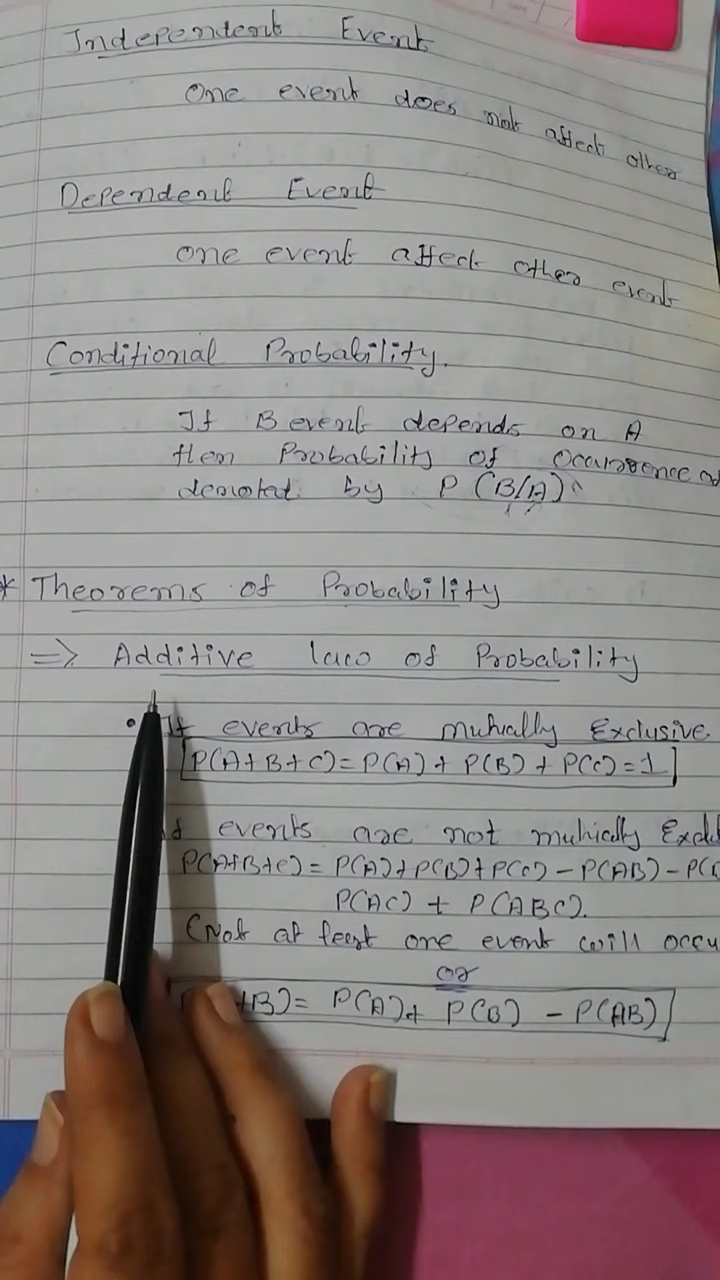 Independent Event
One event does not affect other
Dependent Event
one event affect other event
Conditional Probability.
If B event depends on A
then Probability of Ocurrence
denoted by P(B/A)
* Theorems of Probability
=> Additive law of Probability
• If events are mutually Exclusive.
P(A+B+C) = P(A) + P(B) + P(C) = 1
events are not mutually
P(A+B+C) = P(A) + P(B) + P(C) - P(AB) -
P(AC) + P(ABC).
(Not at least one event will
or
+B) = P(A) + P(B) - P(AB)